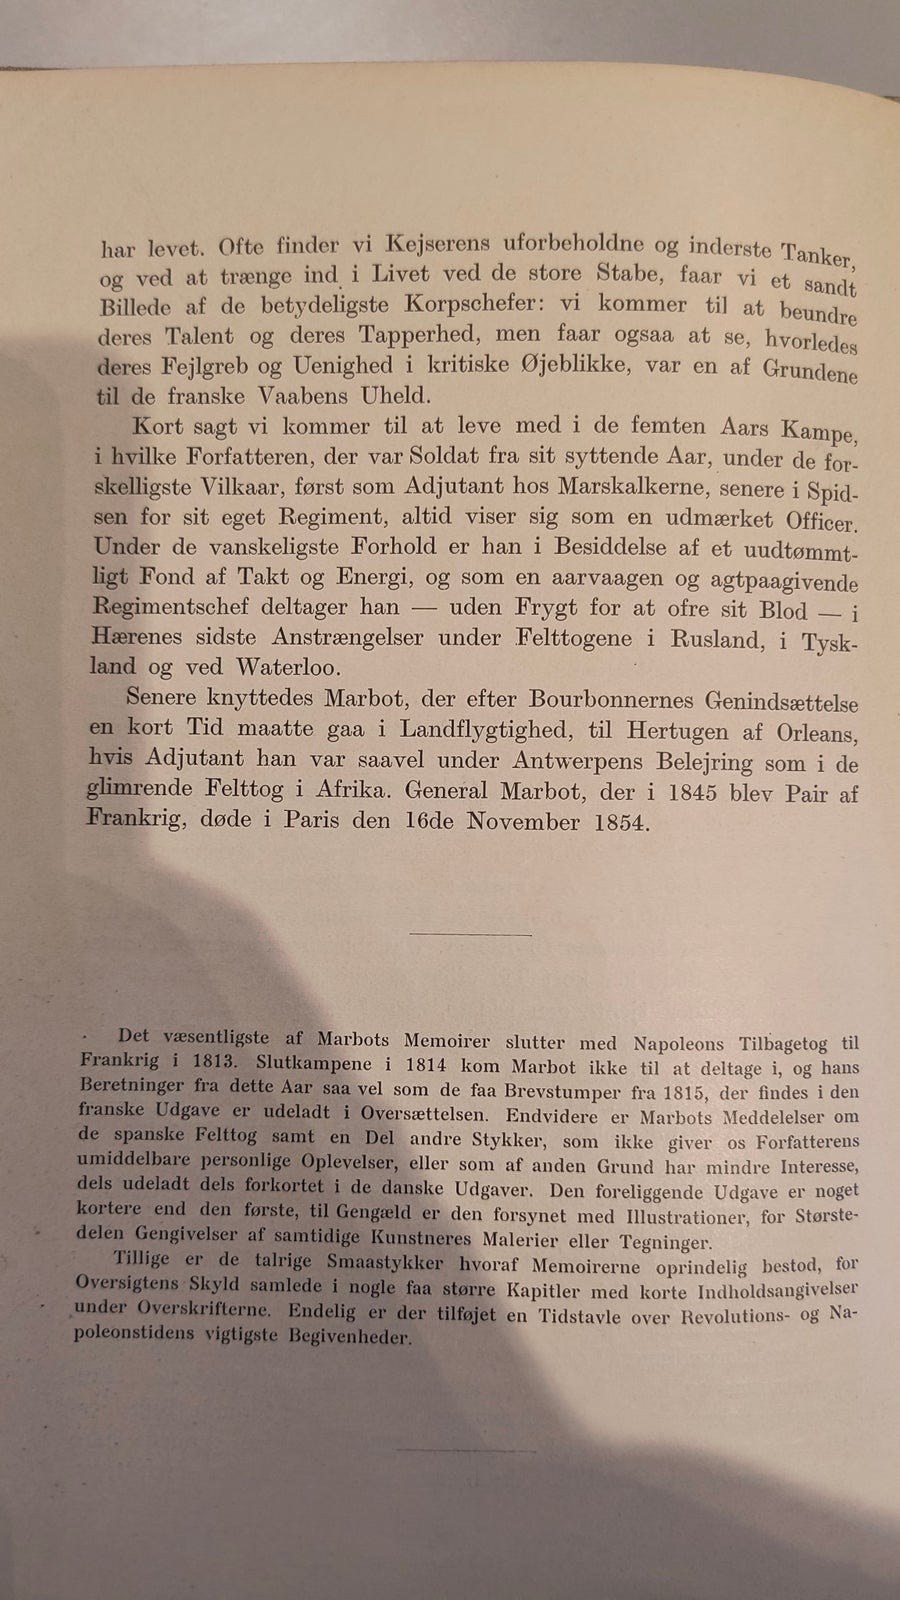 har levet. Ofte finder vi Kejserens uforbeholdne og inderste Tanker,
og ved at trænge ind i Livet ved de store Stabe, faar vi et sandt
Billede af de betydeligste Korpschefer: vi kommer til at beundre
deres Talent og deres Tapperhed, men faar ogsaa at se, hvorledes
deres Fejlgreb og Uenighed i kritiske Øjeblikke, var en af Grundene
til de franske Vaabens Uheld.
Kort sagt vi kommer til at leve med i de femten Aars Kampe,
i hvilke Forfatteren, der var Soldat fra sit syttende Aar, under de for-
skelligste Vilkaar, først som Adjutant hos Marskalkerne, senere i Spid-
sen for sit eget Regiment, altid viser sig som en udmærket Officer.
Under de vanskeligste Forhold er han i Besiddelse af et uudtømmt-
ligt Fond af Takt og Energi, og som en aarvaagen og agtpaagivende
Regimentschef deltager han — uden Frygt for at ofre sit Blod — i
Hærenes sidste Anstrængelser under Felttogene i Rusland, i Tysk-
land og ved Waterloo.
Senere knyttedes Marbot, der efter Bourbonnernes Genindsættelse
en kort Tid maatte gaa i Landflygtighed, til Hertugen af Orleans,
hvis Adjutant han var saavel under Antwerpens Belejring som i de
glimrende Felttog i Afrika. General Marbot, der i 1845 blev Pair af
Frankrig, døde i Paris den 16de November 1854.
Det væsentligste af Marbots Memoirer slutter med Napoleons Tilbagetog til
Frankrig i 1813. Slutkampene i 1814 kom Marbot ikke til at deltage i, og hans
Beretninger fra dette Aar saa vel som de faa Brevstumper fra 1815, der findes i den
franske Udgave er udeladt i Oversættelsen. Endvidere er Marbots Meddelelser om
de spanske Felttog samt en Del andre Stykker, som ikke giver os Forfatterens
umiddelbare personlige Oplevelser, eller som af anden Grund har mindre Interesse,
dels udeladt dels forkortet i de danske Udgaver. Den foreliggende Udgave er noget
kortere end den første, til Gengæld er den forsynet med Illustrationer, for Største-
delen Gengivelser af samtidige Kunstneres Malerier eller Tegninger.
Tillige er de talrige Smaastykker hvoraf Memoirerne oprindelig bestod, for
Oversigtens Skyld samlede i nogle faa større Kapitler med korte Indholdsangivelser
under Overskrifterne. Endelig er der tilføjet en Tidstavle over Revolutions- og Na-
poleonstidens vigtigste Begivenheder.